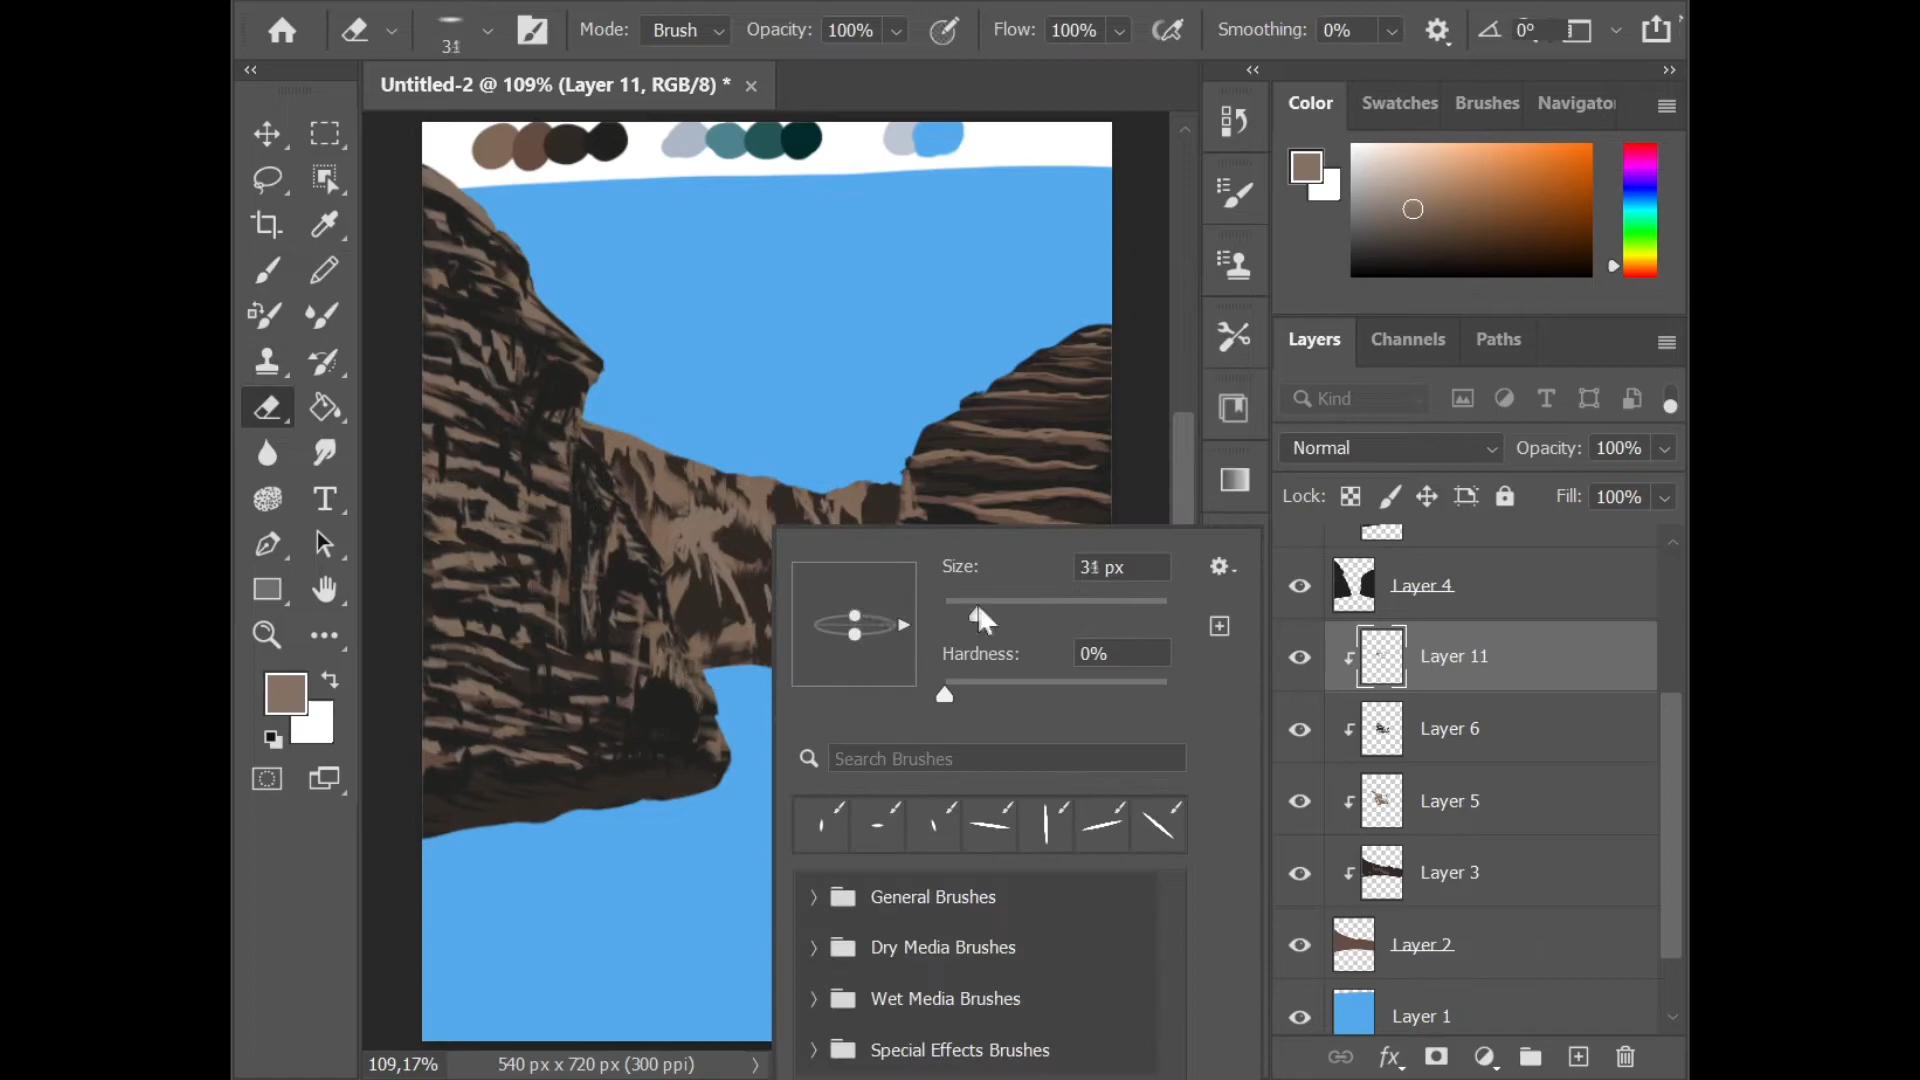 Mode: Brush Opacity: 100% Flow: 100% Smoothing: 0% 0°
31
Untitled-2 @ 109% (Layer 11, RGB/8) * ×
Color Swatches Brushes Navigator
Layers Channels Paths
Kind
Normal Opacity: 100%
Lock: Fill: 100%
Size: 31 px
Hardness: 0%
Search Brushes
General Brushes
Dry Media Brushes
Wet Media Brushes
Special Effects Brushes
Layer 4
Layer 11
Layer 6
Layer 5
Layer 3
Layer 2
Layer 1
fx
109,17% 540 px x 720 px (300 ppi)